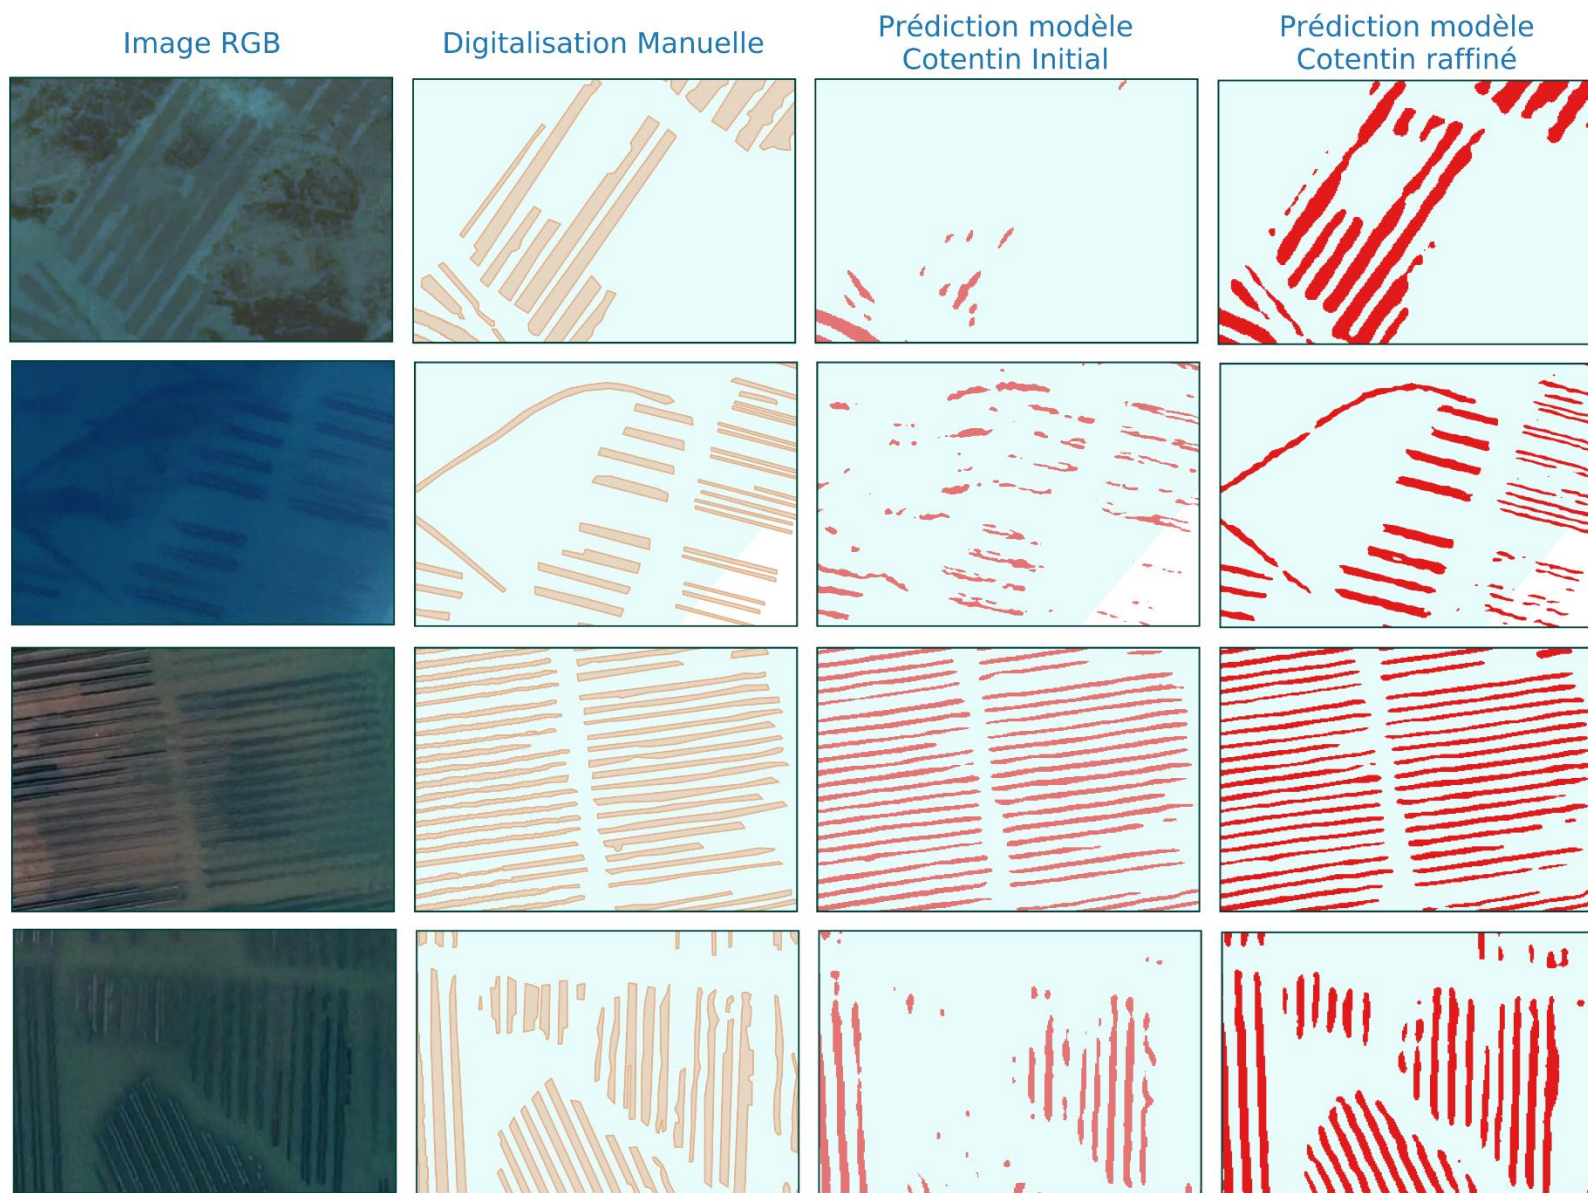 Image RGB
Digitalisation Manuelle
Prédiction modèle
Cotentin Initial
Prédiction modèle
Cotentin raffiné